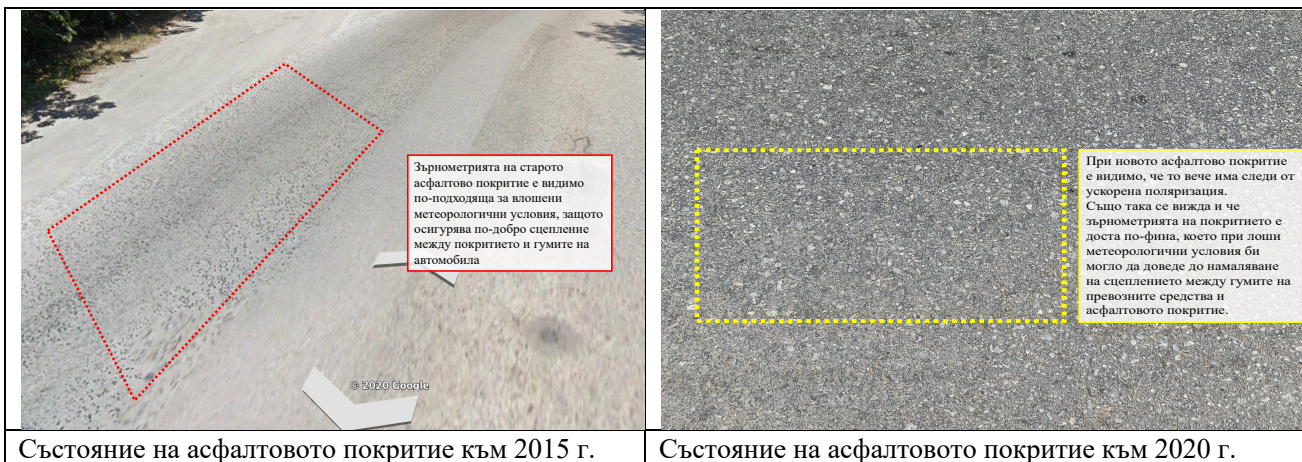 Зърнометрията на старото
асфалтово покритие е видимо
по-подходяща за влошени
метеорологични условия, защото
осигурява по-добро сцепление
между покритието и гумите на
автомобила
© 2020 Google
При новото асфалтово покритие
е видимо, че то вече има следи от
ускорена поляризация.
Също така се вижда и че
зърнометрията на покритието е
доста по-фина, което при лоши
метеорологични условия би
могло да доведе до намаляване
на сцеплението между гумите на
превозните средства и
асфалтовото покритие.
Състояние на асфалтовото покритие към 2015 г.
Състояние на асфалтовото покритие към 2020 г.